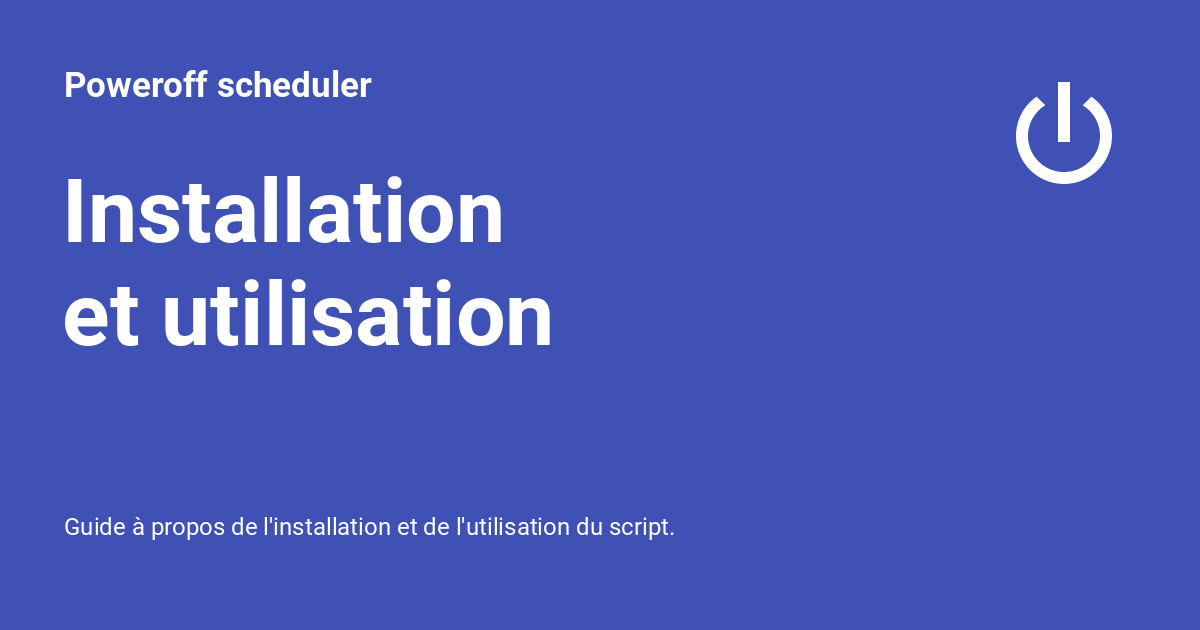 Poweroff scheduler
Installation
et utilisation
Guide à propos de l'installation et de l'utilisation du script.